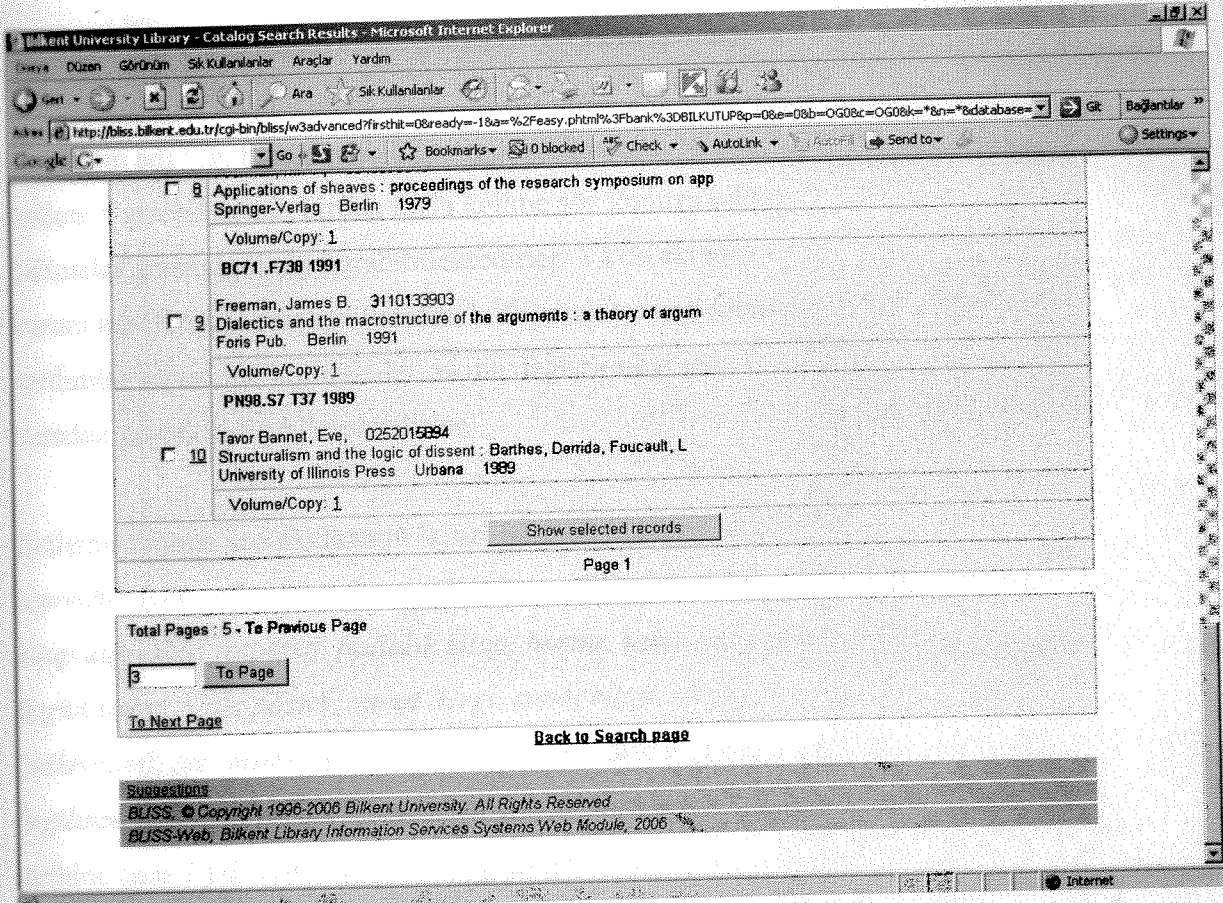 Bilkent University Library - Catalog Search Results - Microsoft Internet Explorer
Dosya Düzen Görünüm Sık Kullanılanlar Araçlar Yardım
Geri Ara Sık Kullanılanlar
Adres http://bliss.bilkent.edu.tr/cgi-bin/bliss/w3advanced?firsthit=0&ready=-1&a=%2Feasy.phtml%3Fbank%3DBILKUTUP&p=0&e=0&b=OG0&c=OG0&k=*&n=*&database= Git Bağlantılar »
Google G Go Bookmarks 0 blocked Check AutoLink AutoFill Send to Settings
8 Applications of sheaves : proceedings of the research symposium on app
Springer-Verlag Berlin 1979
Volume/Copy: 1
BC71 .F738 1991
Freeman, James B. 3110133903
9 Dialectics and the macrostructure of the arguments : a theory of argum
Foris Pub. Berlin 1991
Volume/Copy: 1
PN98.S7 T37 1989
Tavor Bannet, Eve, 0252015894
10 Structuralism and the logic of dissent : Barthes, Derrida, Foucault, L
University of Illinois Press Urbana 1989
Volume/Copy: 1
Show selected records
Page 1
Total Pages : 5 - To Previous Page
3 To Page
To Next Page
Back to Search page
Suggestions
BLISS, © Copyright 1996-2006 Bilkent University. All Rights Reserved
BLISS-Web, Bilkent Library Information Services Systems Web Module, 2006
Internet